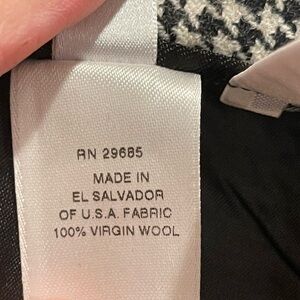 RN 29685
MADE IN
EL SALVADOR
OF U.S.A. FABRIC
100% VIRGIN WOOL